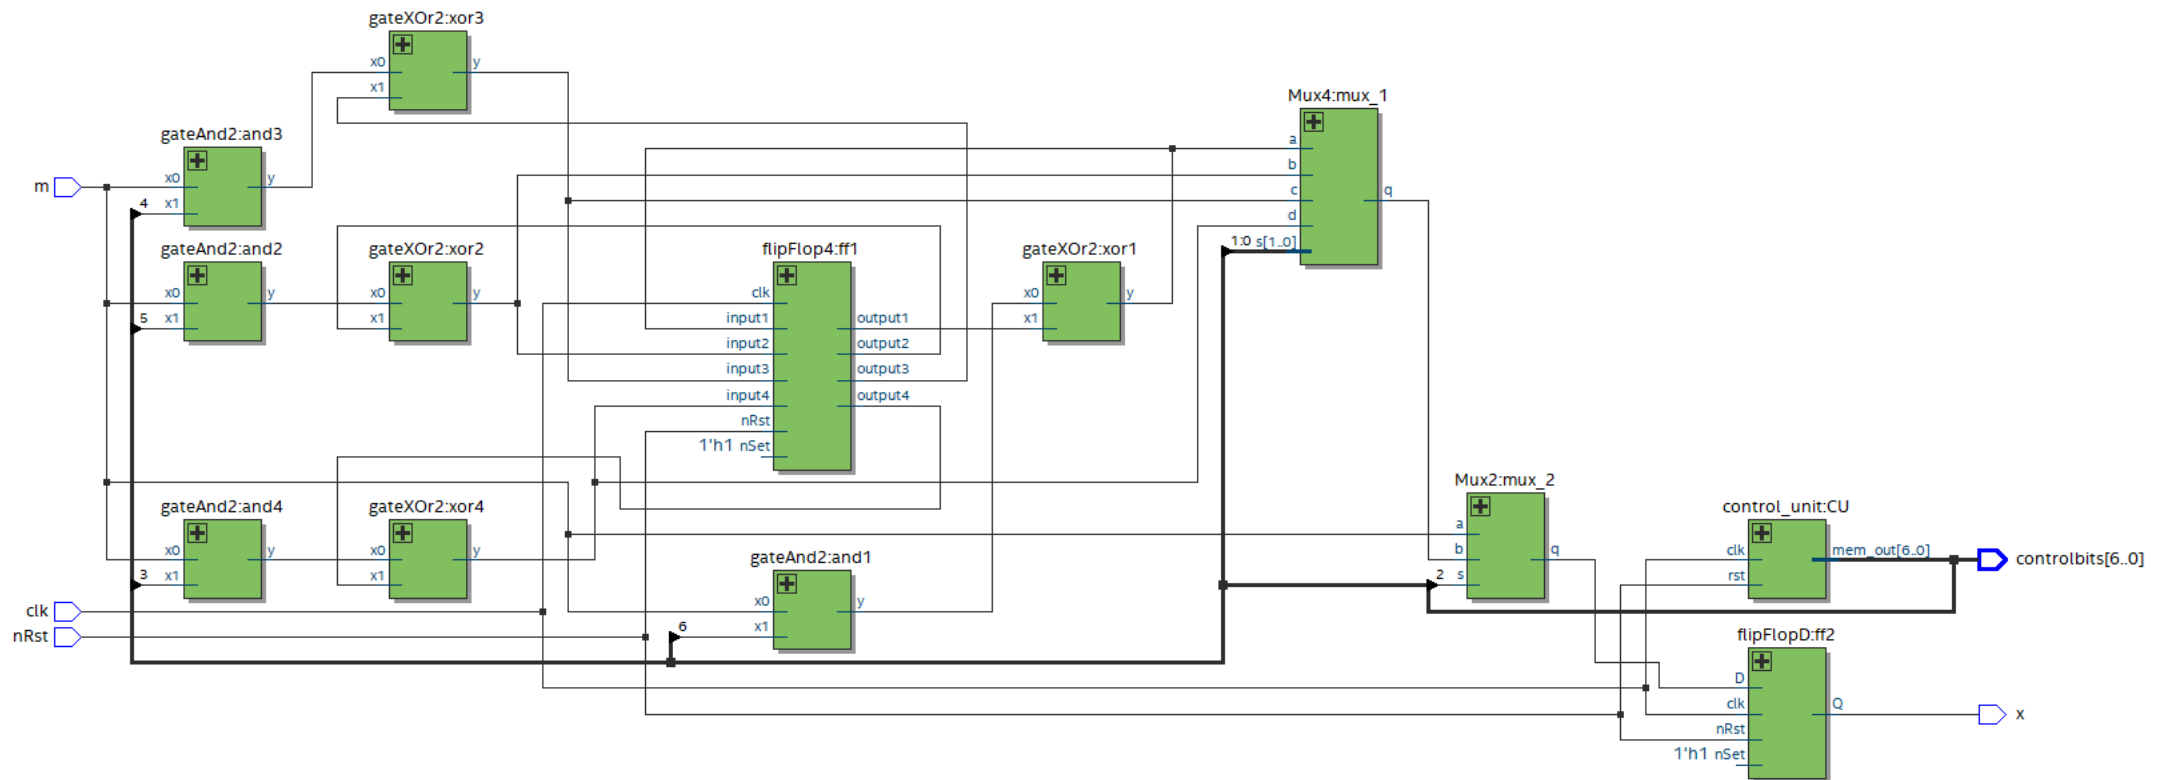 gateXOr2:xor3
x0
y
x1
Mux4:mux_1
a
b
c
q
d
1:0 s[1..0]
gateAnd2:and3
m
x0
y
4 x1
gateAnd2:and2
x0
y
5 x1
gateXOr2:xor2
x0
y
x1
flipFlop4:ff1
clk
input1
output1
input2
output2
input3
output3
input4
output4
nRst
1'h1 nSet
gateXOr2:xor1
x0
y
x1
gateAnd2:and4
x0
y
3 x1
gateXOr2:xor4
x0
y
x1
clk
nRst
gateAnd2:and1
x0
y
6 x1
Mux2:mux_2
a
b
q
2 s
control_unit:CU
clk
mem_out[6..0]
rst
controlbits[6..0]
flipFlopD:ff2
D
clk
Q
nRst
1'h1 nSet
x